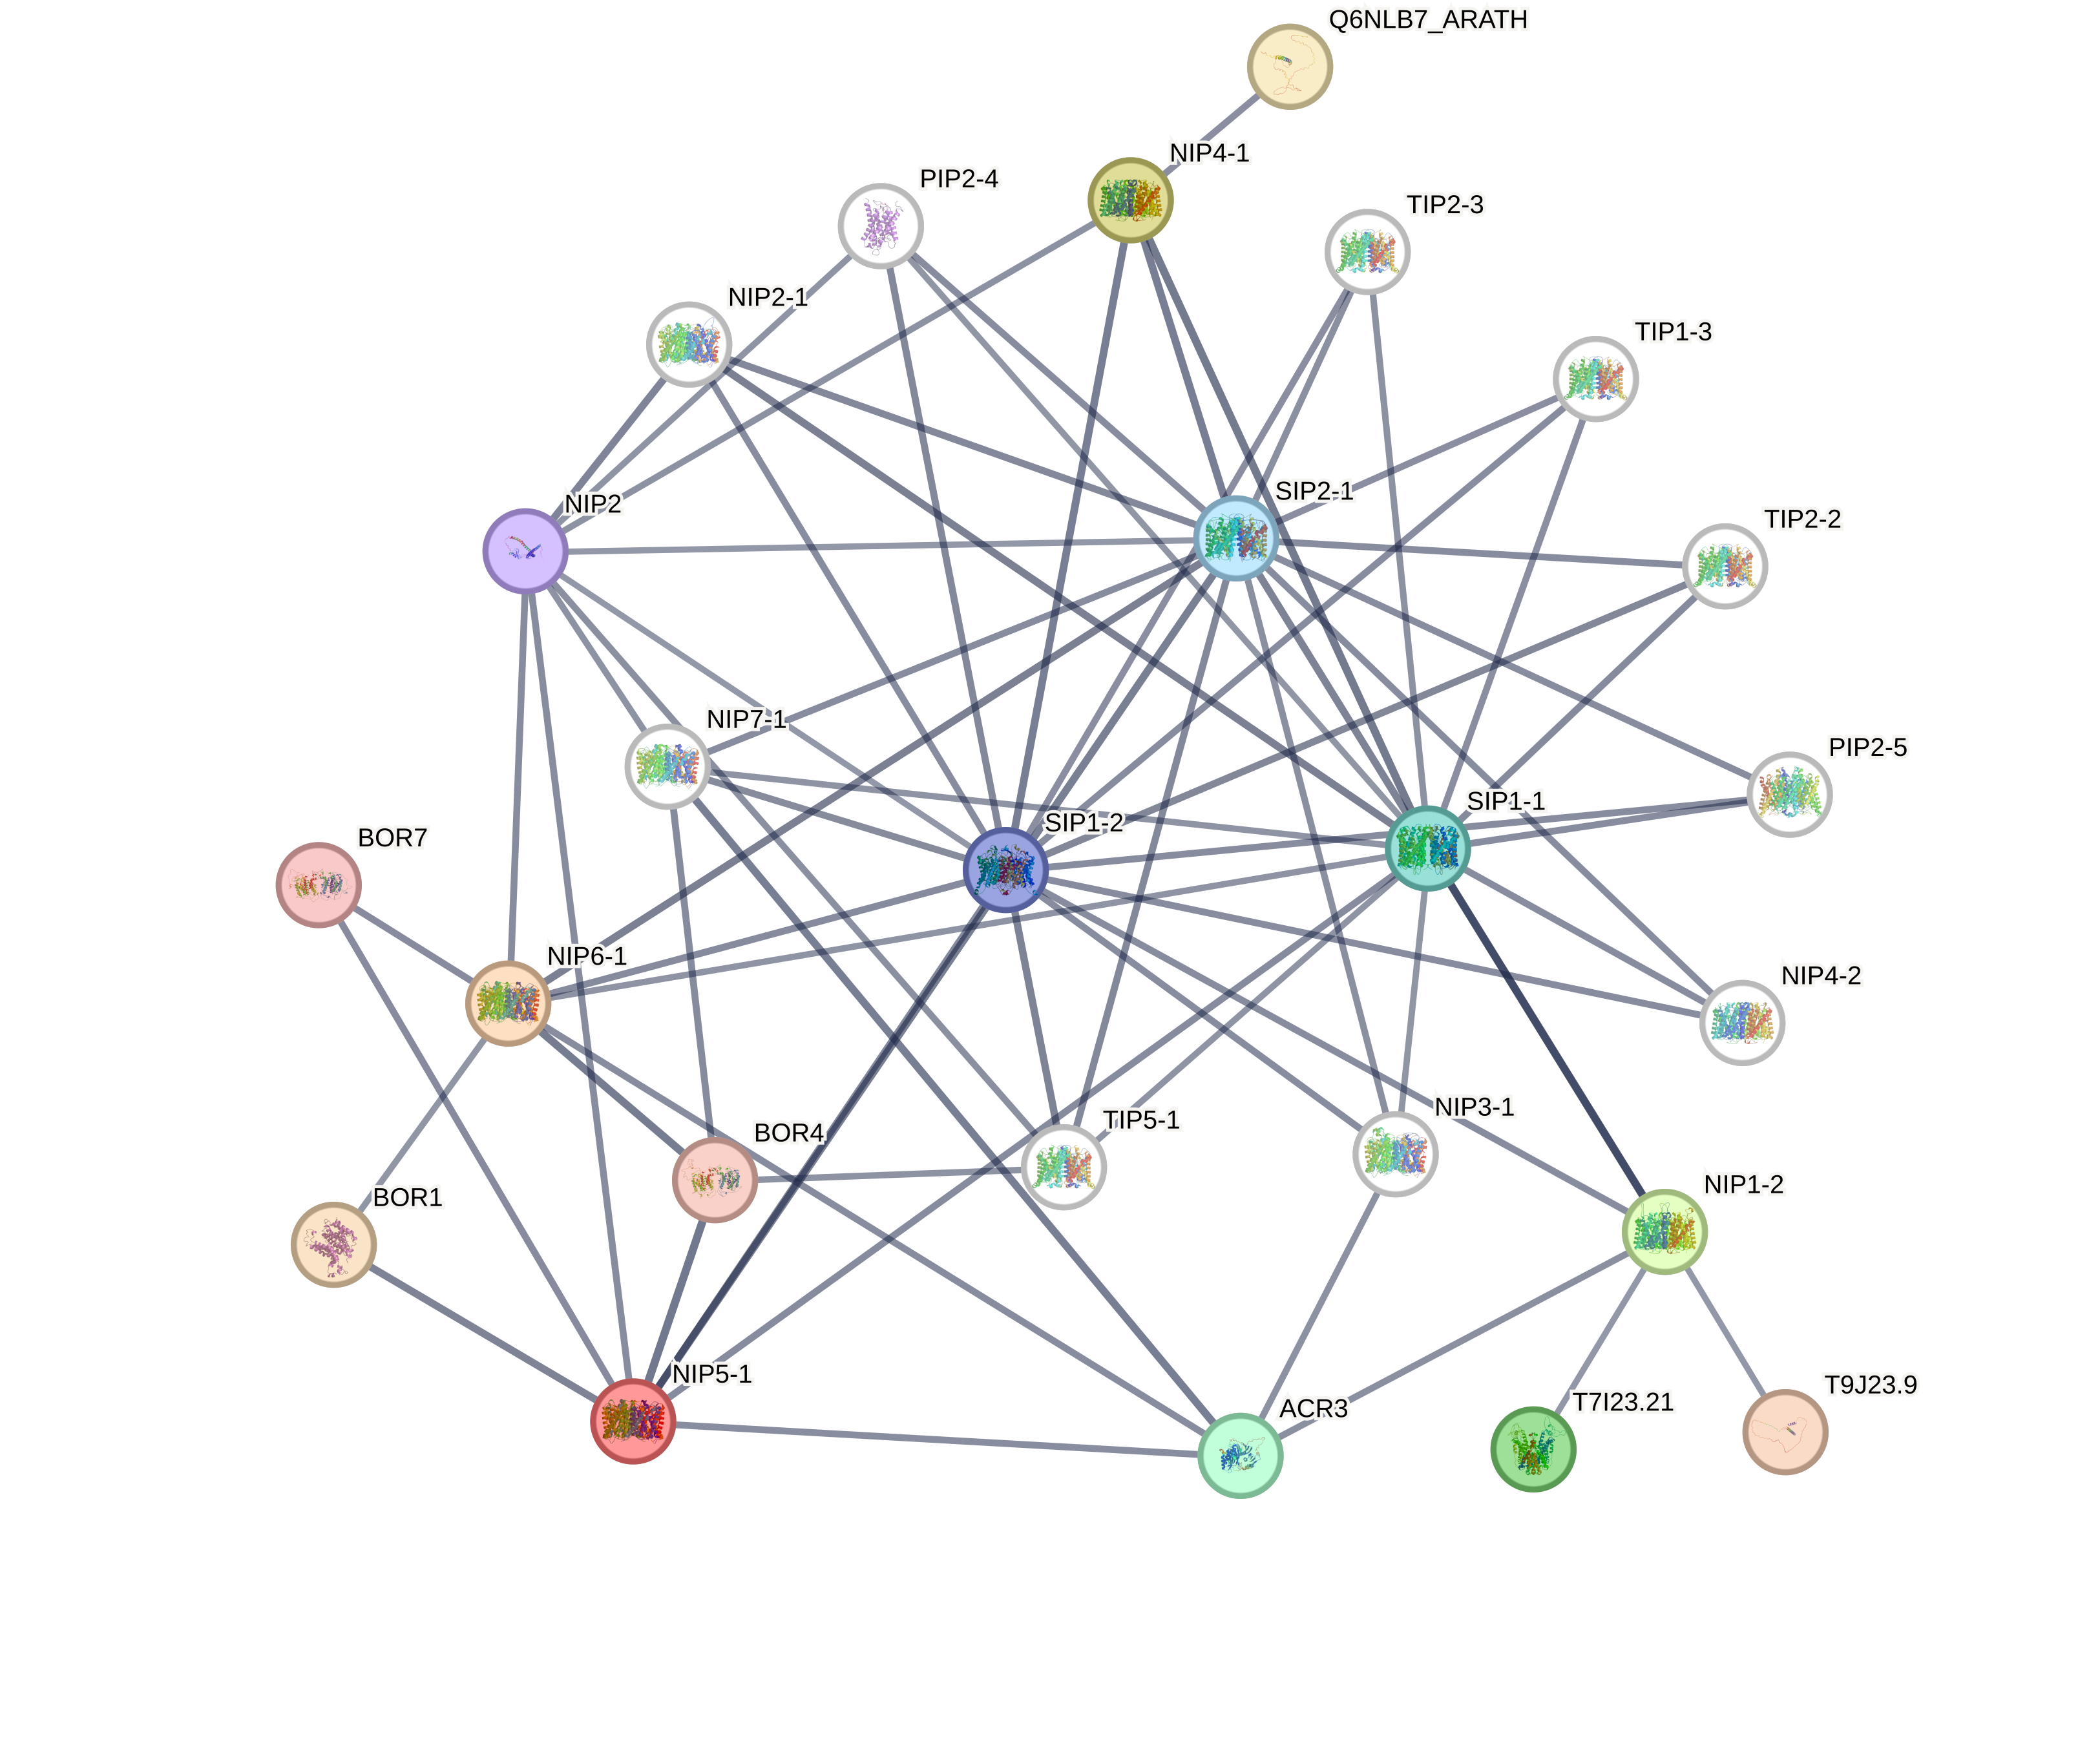 Q6NLB7_ARATH
NIP4-1
PIP2-4
TIP2-3
NIP2-1
TIP1-3
SIP2-1
NIP2
TIP2-2
NIP7-1
PIP2-5
SIP1-1
SIP1-2
BOR7
NIP6-1
NIP4-2
NIP3-1
TIP5-1
BOR4
NIP1-2
BOR1
NIP5-1
T9J23.9
T7I23.21
ACR3